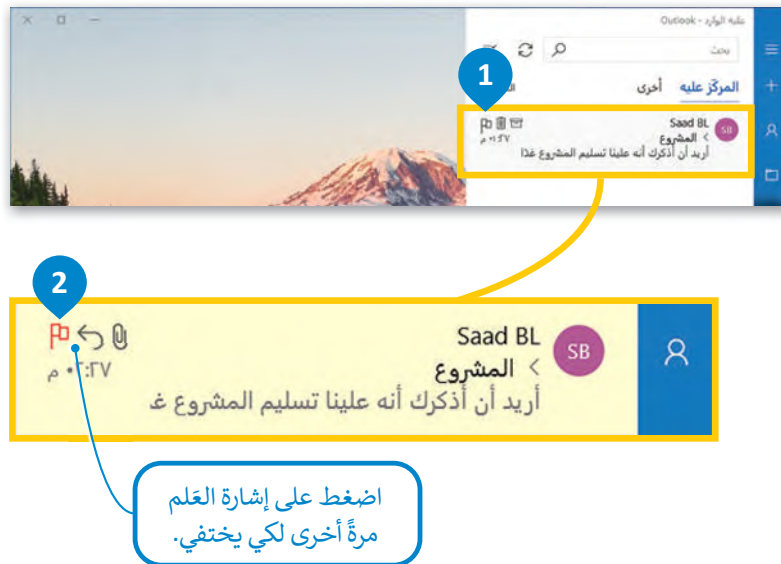 علبة الوارد - Outlook
بحث
المركّز عليه أخرى
1
Saad BL
SB
المشروع
أريد أن أذكرك أنه علينا تسليم المشروع غدًا
2
Saad BL
SB
المشروع
٠٢:٢٧ م
أريد أن أذكرك أنه علينا تسليم المشروع غ
اضغط على إشارة العَلم
مرةً أخرى لكي يختفي.